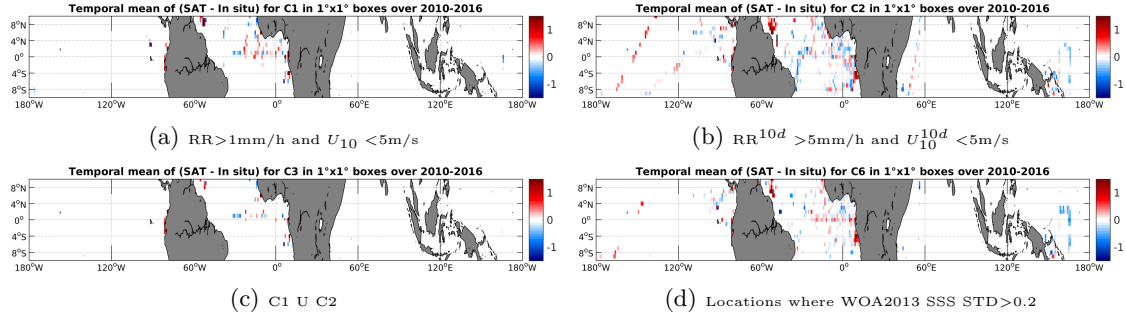 Temporal mean of (SAT - In situ) for C1 in 1°x1° boxes over 2010-2016
8°N
4°N
0°
4°S
8°S
180°W 120°W 60°W 0° 60°E 120°E 180°W
1
0
-1
(a) RR>1mm/h and U10 <5m/s
Temporal mean of (SAT - In situ) for C2 in 1°x1° boxes over 2010-2016
8°N
4°N
0°
4°S
8°S
180°W 120°W 60°W 0° 60°E 120°E 180°W
1
0
-1
(b) RR^10d >5mm/h and U10^10d <5m/s
Temporal mean of (SAT - In situ) for C3 in 1°x1° boxes over 2010-2016
8°N
4°N
0°
4°S
8°S
180°W 120°W 60°W 0° 60°E 120°E 180°W
1
0
-1
(c) C1 U C2
Temporal mean of (SAT - In situ) for C6 in 1°x1° boxes over 2010-2016
8°N
4°N
0°
4°S
8°S
180°W 120°W 60°W 0° 60°E 120°E 180°W
1
0
-1
(d) Locations where WOA2013 SSS STD>0.2